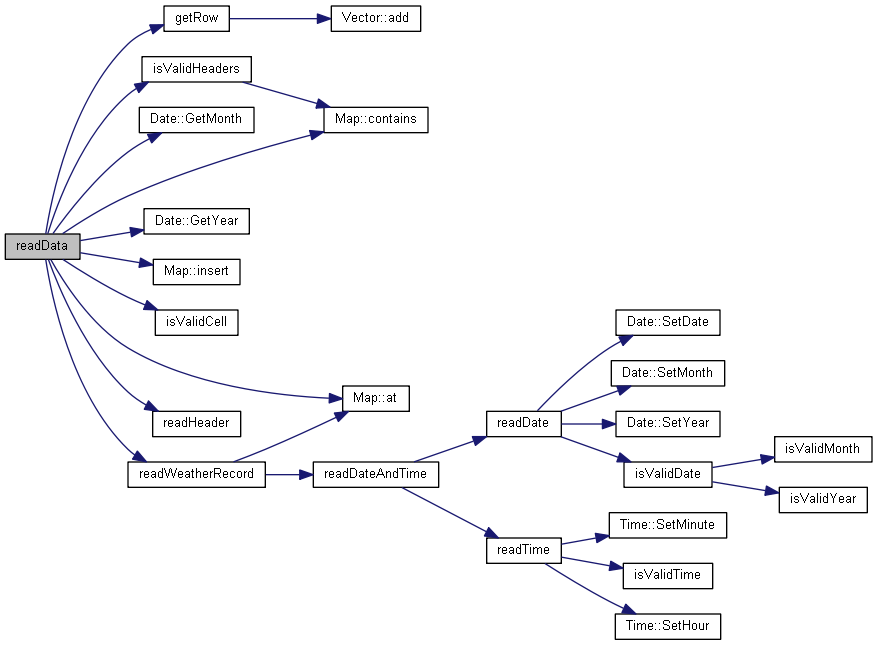 getRow
Vector::add
isValidHeaders
Date::GetMonth
Map::contains
Date::GetYear
readData
Map::insert
isValidCell
Date::SetDate
Date::SetMonth
Map::at
readHeader
readDate
Date::SetYear
isValidMonth
readWeatherRecord
readDateAndTime
isValidDate
isValidYear
Time::SetMinute
readTime
isValidTime
Time::SetHour